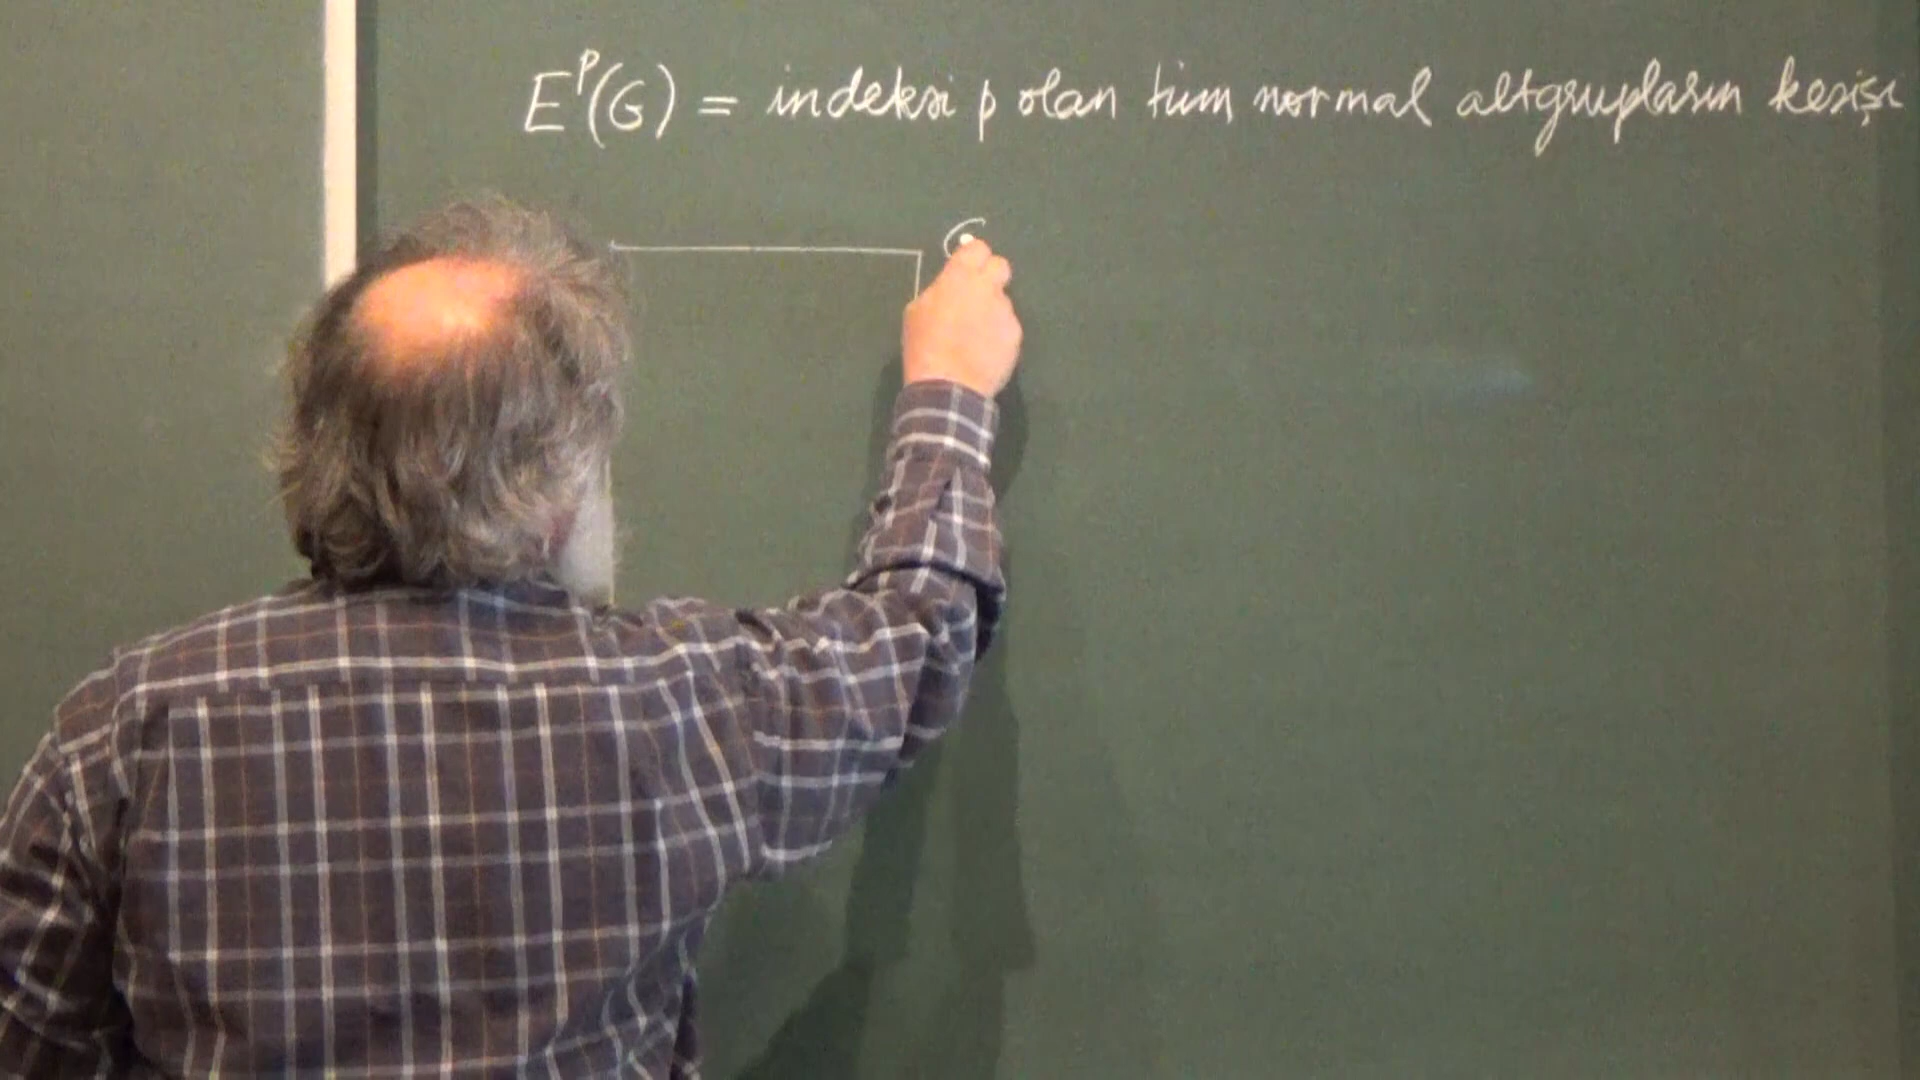 E^p(G) = indeksi p olan tüm normal altgrupların kesişi
G